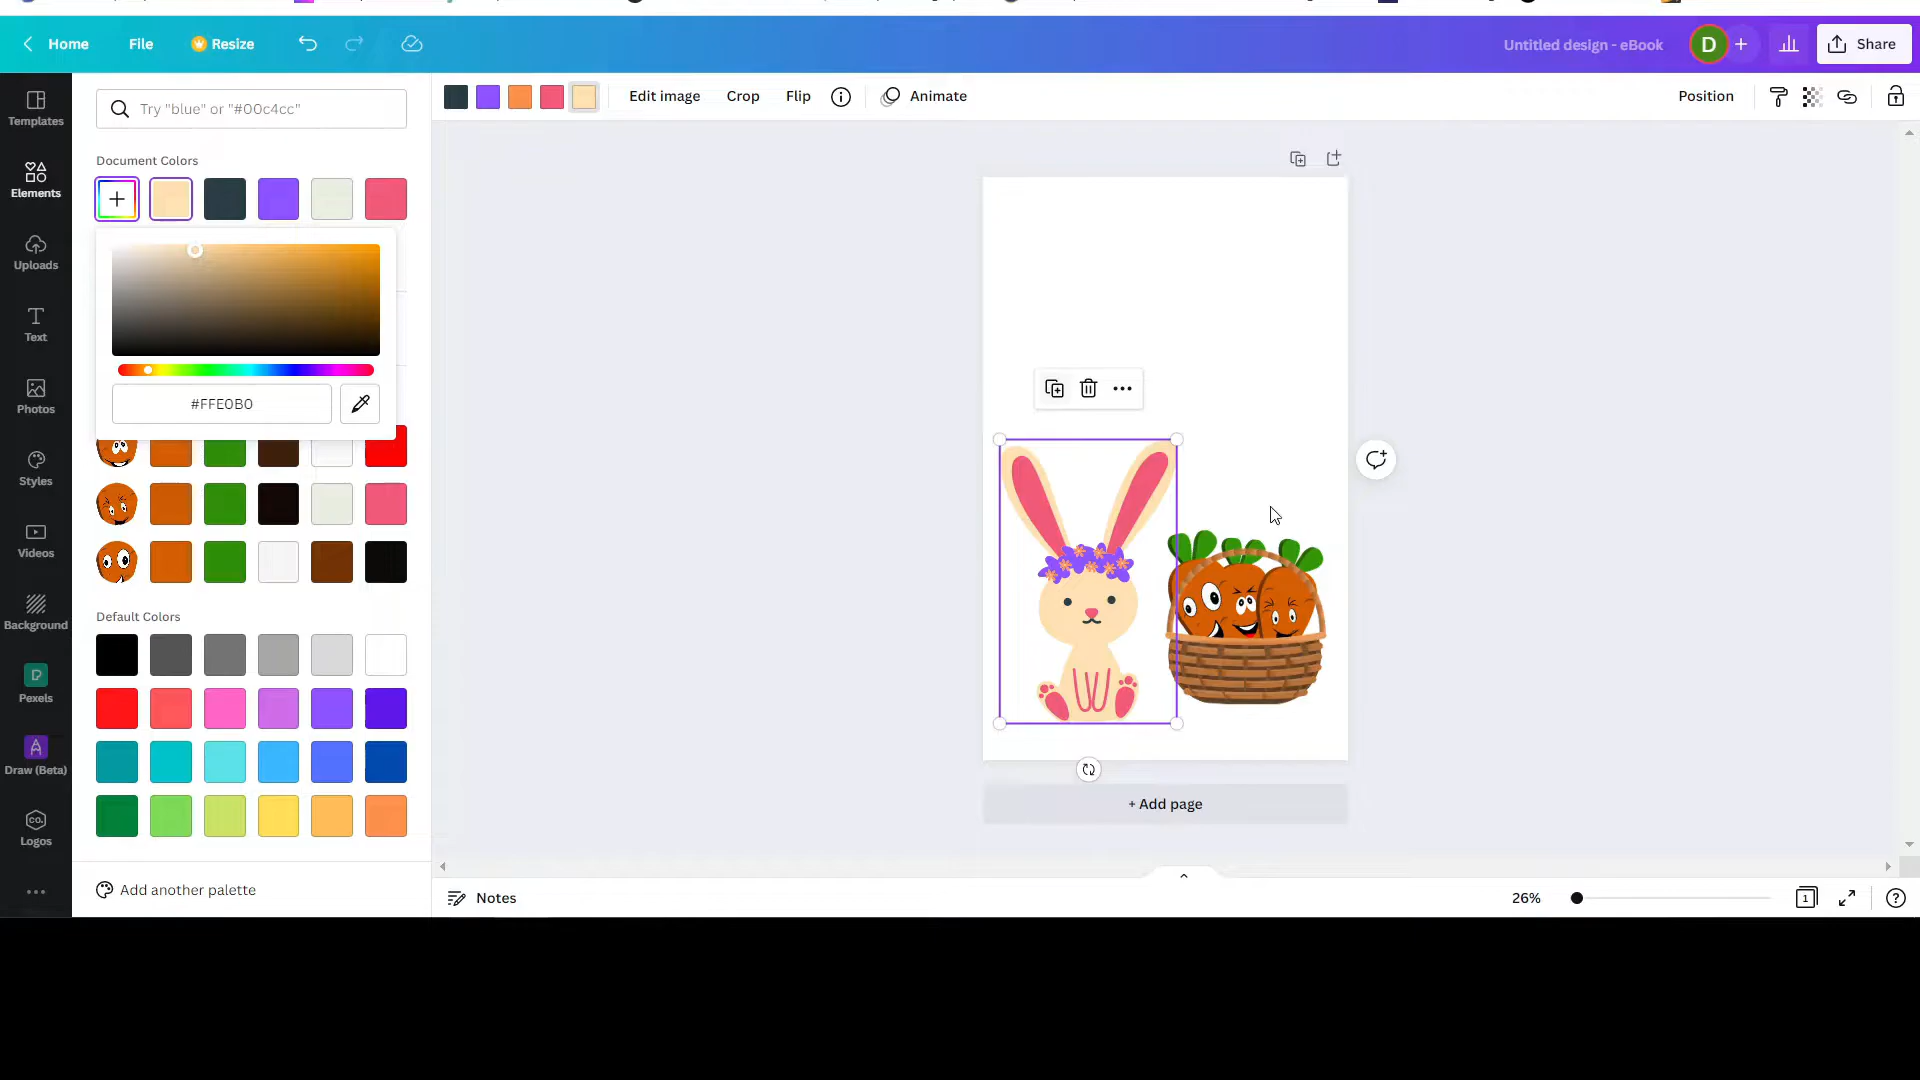 Home File Resize Untitled design - eBook D Share
Try "blue" or "#00c4cc"
Edit image Crop Flip Animate Position
Templates
Document Colors
Elements
Uploads
Text
#FFE0B0
Photos
Styles
Videos
Default Colors
Background
Pexels
Draw (Beta)
+ Add page
CO.
Logos
Add another palette
Notes 26% 1 ?